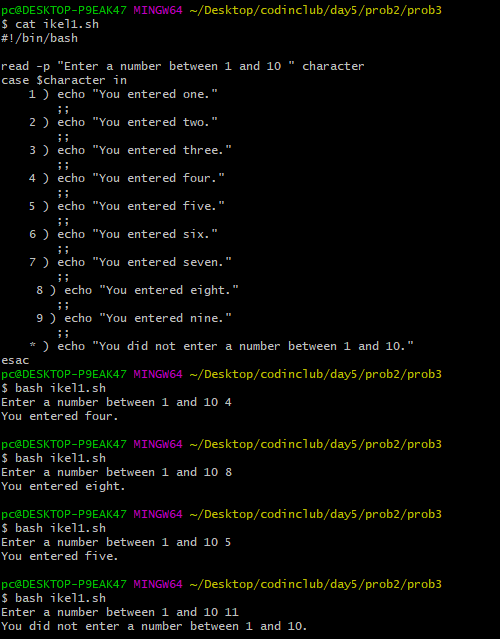 pc@DESKTOP-P9EAK47 MINGW64 ~/Desktop/codinclub/day5/prob2/prob3
$ cat ikel1.sh
#!/bin/bash

read -p "Enter a number between 1 and 10 " character
case $character in
    1 ) echo "You entered one."
        ;;
    2 ) echo "You entered two."
        ;;
    3 ) echo "You entered three."
        ;;
    4 ) echo "You entered four."
        ;;
    5 ) echo "You entered five."
        ;;
    6 ) echo "You entered six."
        ;;
    7 ) echo "You entered seven."
        ;;
     8 ) echo "You entered eight."
        ;;
     9 ) echo "You entered nine."
        ;;
    * ) echo "You did not enter a number between 1 and 10."
esac
pc@DESKTOP-P9EAK47 MINGW64 ~/Desktop/codinclub/day5/prob2/prob3
$ bash ikel1.sh
Enter a number between 1 and 10 4
You entered four.

pc@DESKTOP-P9EAK47 MINGW64 ~/Desktop/codinclub/day5/prob2/prob3
$ bash ikel1.sh
Enter a number between 1 and 10 8
You entered eight.

pc@DESKTOP-P9EAK47 MINGW64 ~/Desktop/codinclub/day5/prob2/prob3
$ bash ikel1.sh
Enter a number between 1 and 10 5
You entered five.

pc@DESKTOP-P9EAK47 MINGW64 ~/Desktop/codinclub/day5/prob2/prob3
$ bash ikel1.sh
Enter a number between 1 and 10 11
You did not enter a number between 1 and 10.